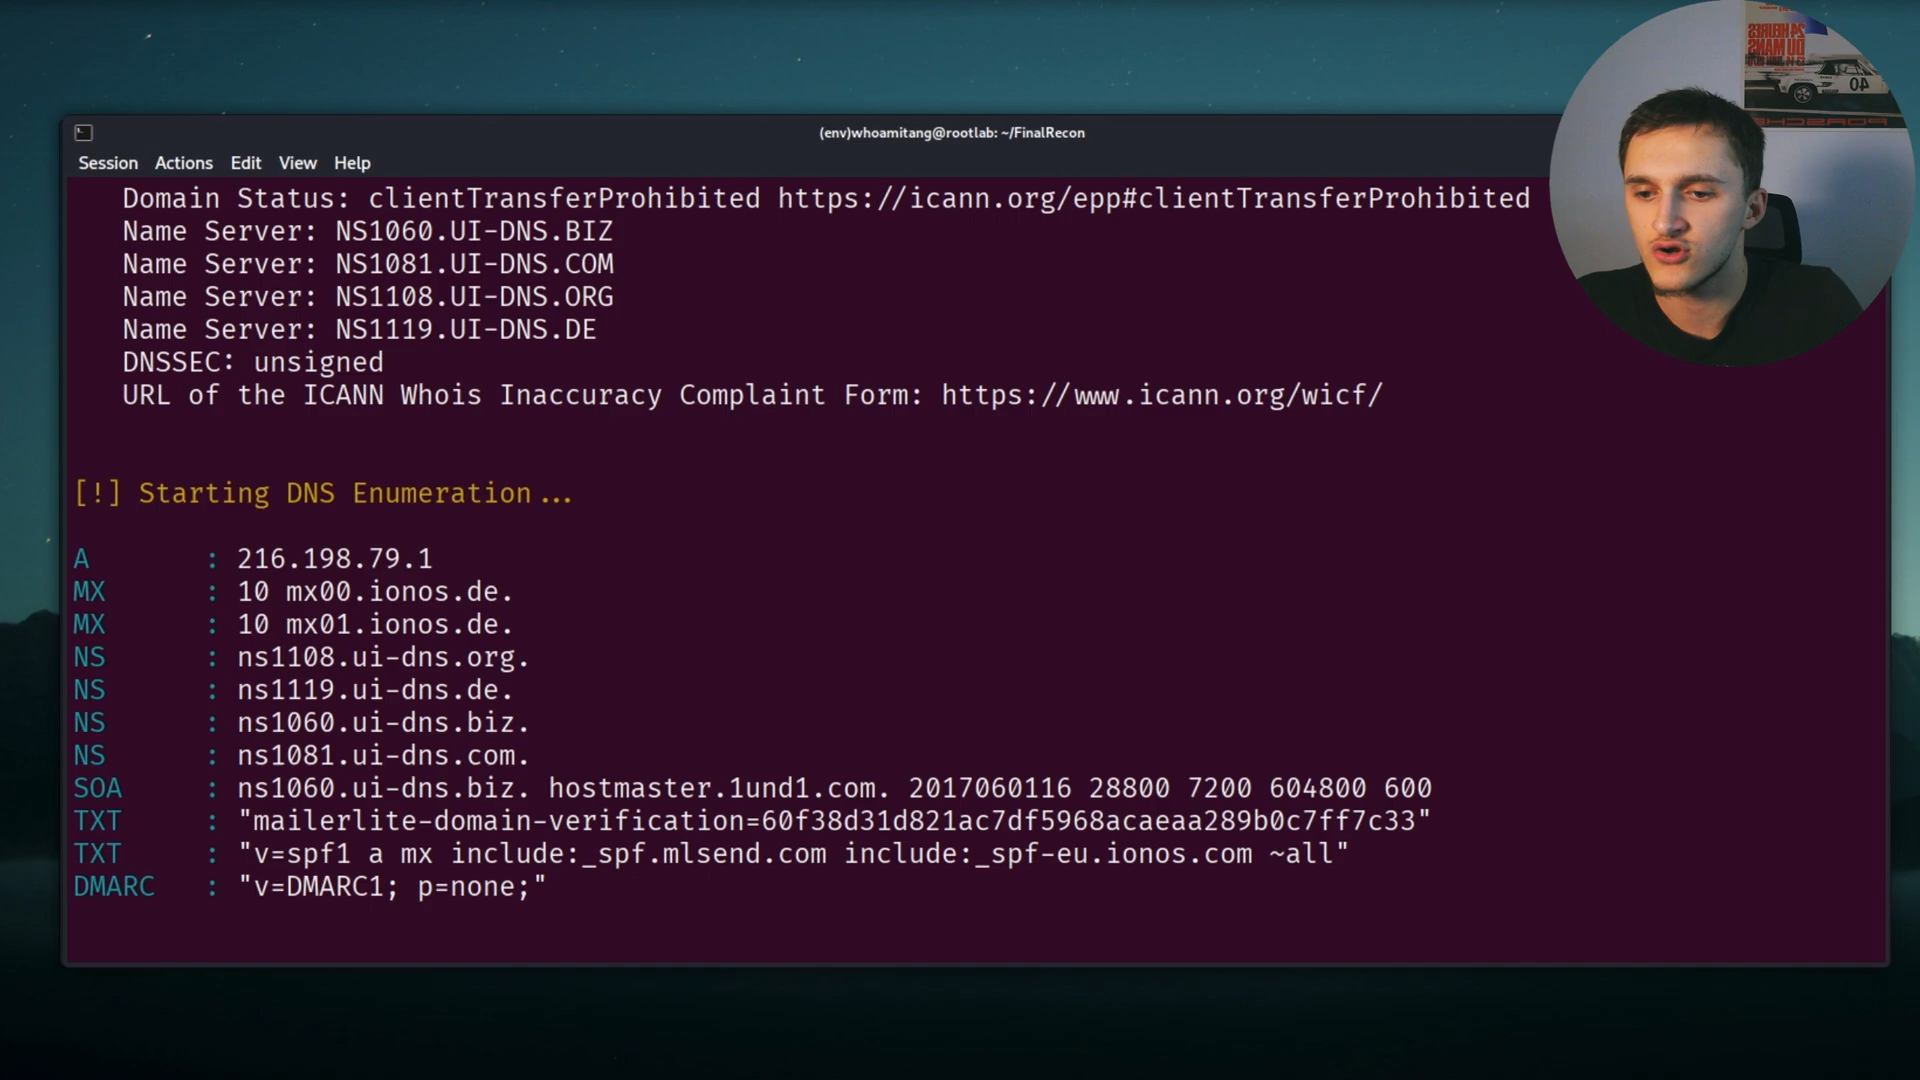 (env)whoamitang@rootlab: ~/FinalRecon
Session Actions Edit View Help
Domain Status: clientTransferProhibited https://icann.org/epp#clientTransferProhibited
Name Server: NS1060.UI-DNS.BIZ
Name Server: NS1081.UI-DNS.COM
Name Server: NS1108.UI-DNS.ORG
Name Server: NS1119.UI-DNS.DE
DNSSEC: unsigned
URL of the ICANN Whois Inaccuracy Complaint Form: https://www.icann.org/wicf/
[!] Starting DNS Enumeration...
A : 216.198.79.1
MX : 10 mx00.ionos.de.
MX : 10 mx01.ionos.de.
NS : ns1108.ui-dns.org.
NS : ns1119.ui-dns.de.
NS : ns1060.ui-dns.biz.
NS : ns1081.ui-dns.com.
SOA : ns1060.ui-dns.biz. hostmaster.1und1.com. 2017060116 28800 7200 604800 600
TXT : "mailerlite-domain-verification=60f38d31d821ac7df5968acaeaa289b0c7ff7c33"
TXT : "v=spf1 a mx include:_spf.mlsend.com include:_spf-eu.ionos.com ~all"
DMARC : "v=DMARC1; p=none;"
24 HEURES
DU MANS
40
PORSCHE